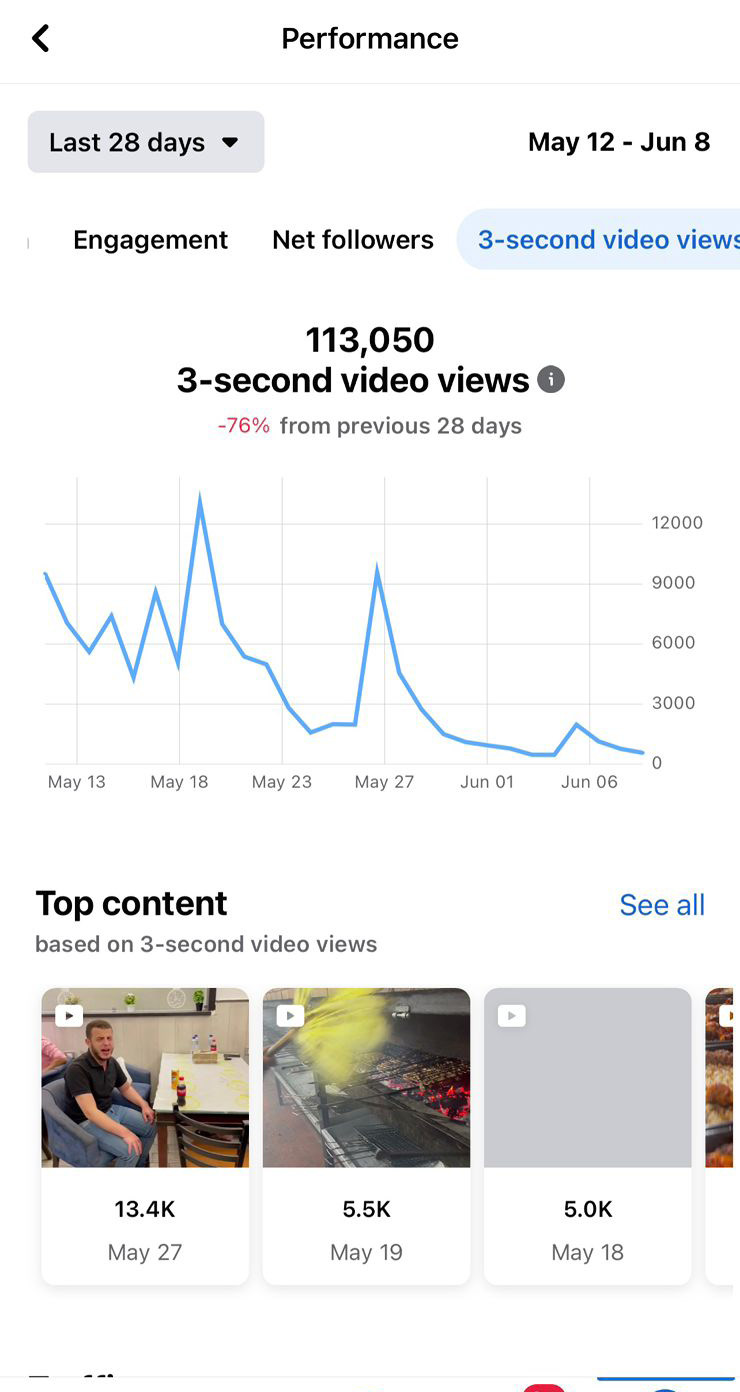 Performance
Last 28 days
May 12 - Jun 8
Engagement
Net followers
3-second video views
113,050
3-second video views
-76% from previous 28 days
12000
9000
6000
3000
0
May 13
May 18
May 23
May 27
Jun 01
Jun 06
Top content
See all
based on 3-second video views
13.4K
5.5K
5.0K
May 27
May 19
May 18